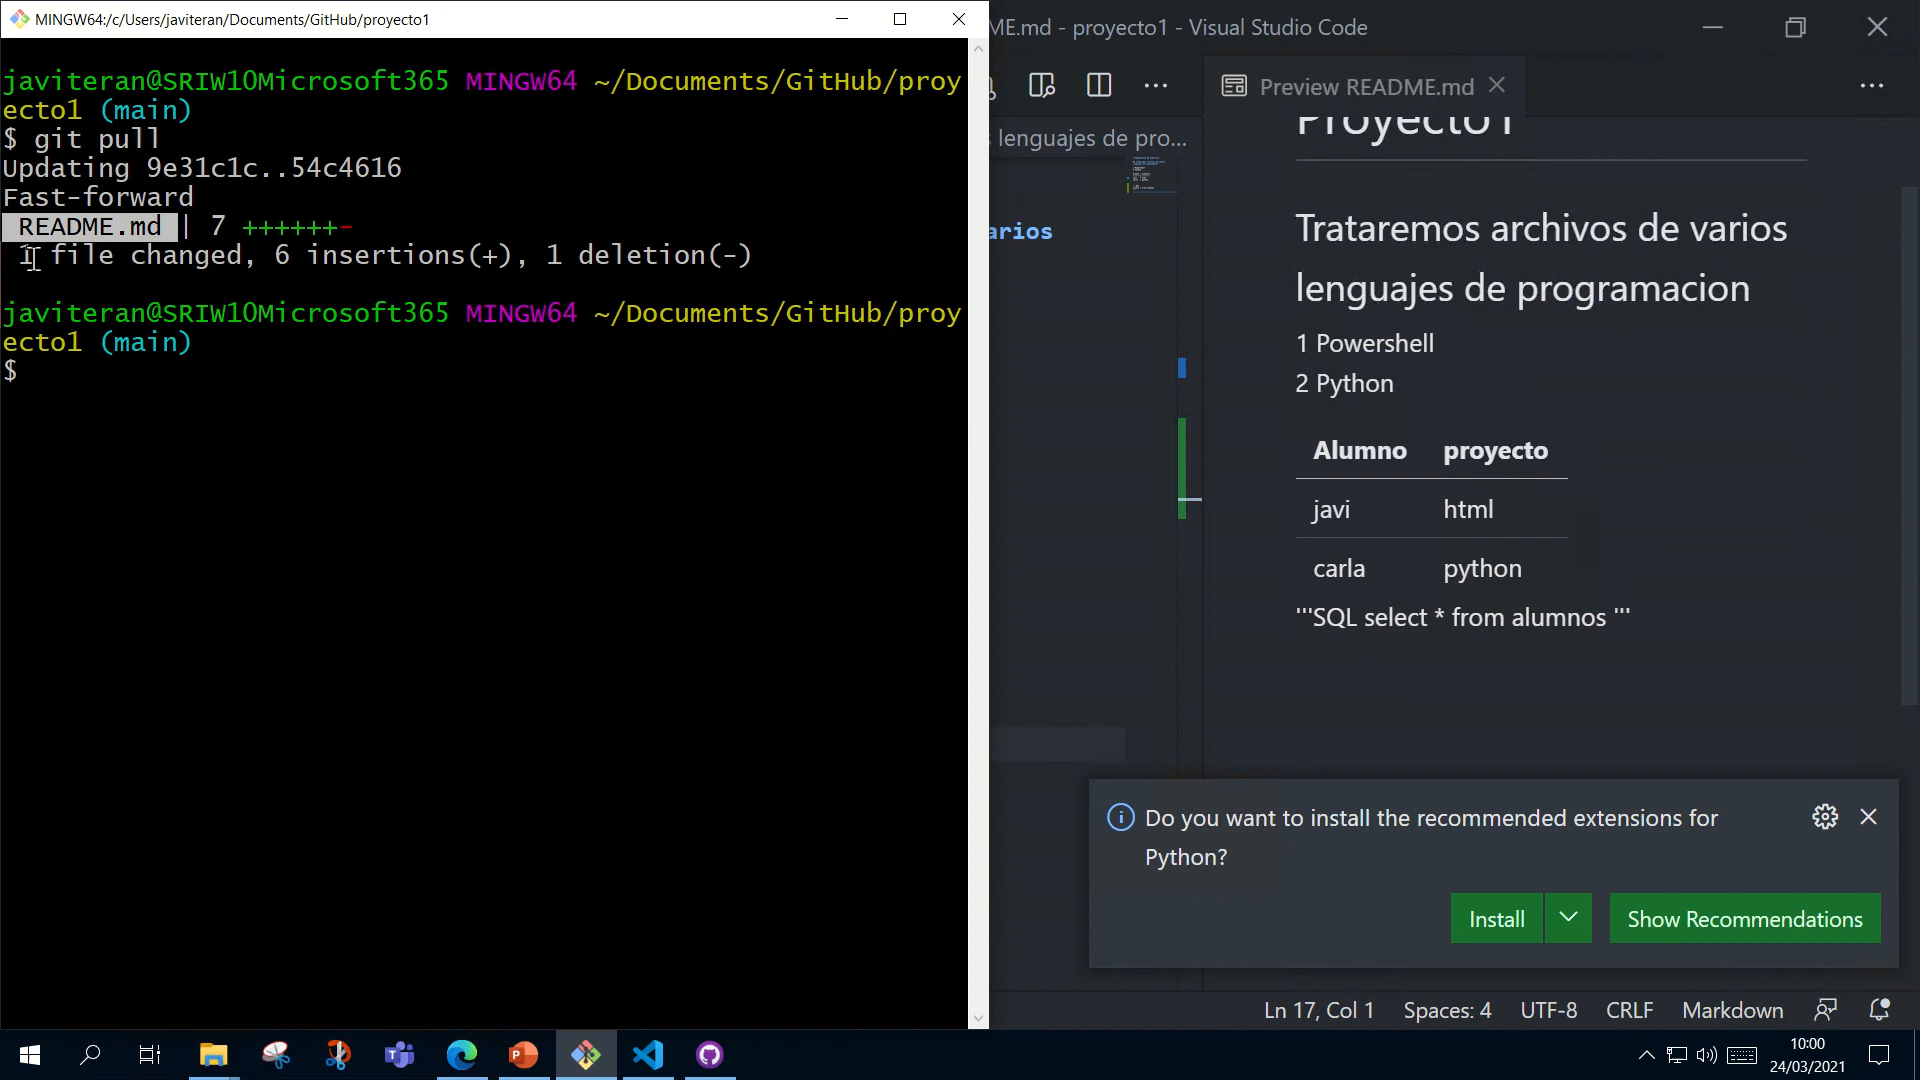 MINGW64:/c/Users/javiteran/Documents/GitHub/proyecto1
javiteran@SRIW10Microsoft365 MINGW64 ~/Documents/GitHub/proy
ecto1 (main)
$ git pull
Updating 9e31c1c..54c4616
Fast-forward
README.md | 7 ++++++-
1 file changed, 6 insertions(+), 1 deletion(-)
javiteran@SRIW10Microsoft365 MINGW64 ~/Documents/GitHub/proy
ecto1 (main)
$
ME.md - proyecto1 - Visual Studio Code
Preview README.md
s lenguajes de pro...
arios
Proyecto1
Trataremos archivos de varios
lenguajes de programacion
1 Powershell
2 Python
Alumno proyecto
javi html
carla python
'''SQL select * from alumnos '''
Do you want to install the recommended extensions for
Python?
Install
Show Recommendations
Ln 17, Col 1 Spaces: 4 UTF-8 CRLF Markdown
10:00
24/03/2021